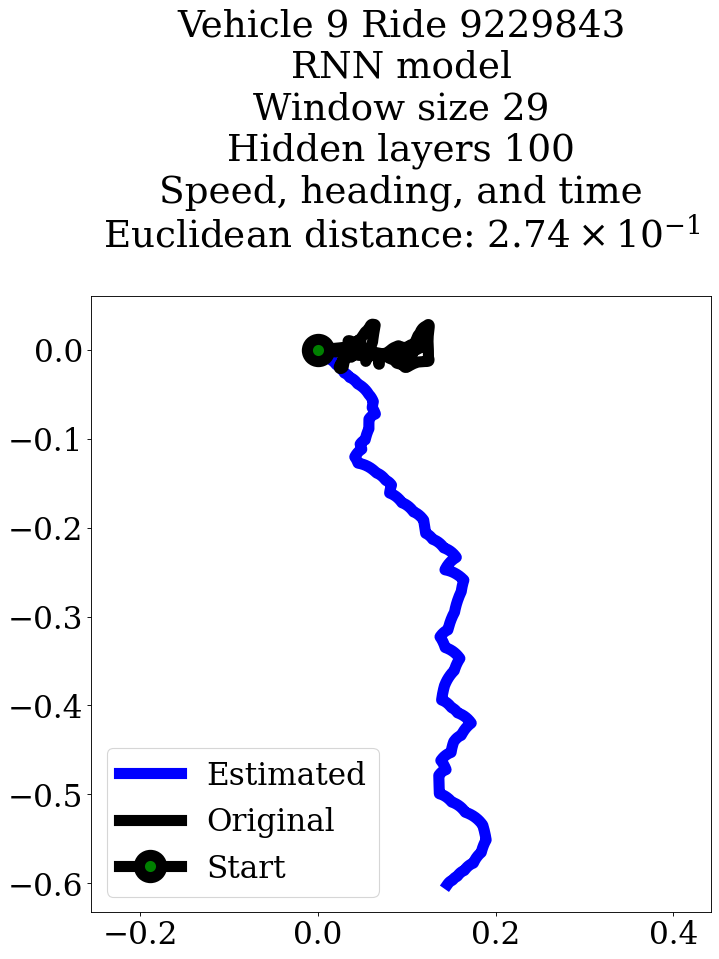 Vehicle 9 Ride 9229843
RNN model
Window size 29
Hidden layers 100
Speed, heading, and time
Euclidean distance: 2.74 × 10⁻¹
0.0
−0.1
−0.2
−0.3
−0.4
−0.5
−0.6
Estimated
Original
Start
−0.2 0.0 0.2 0.4